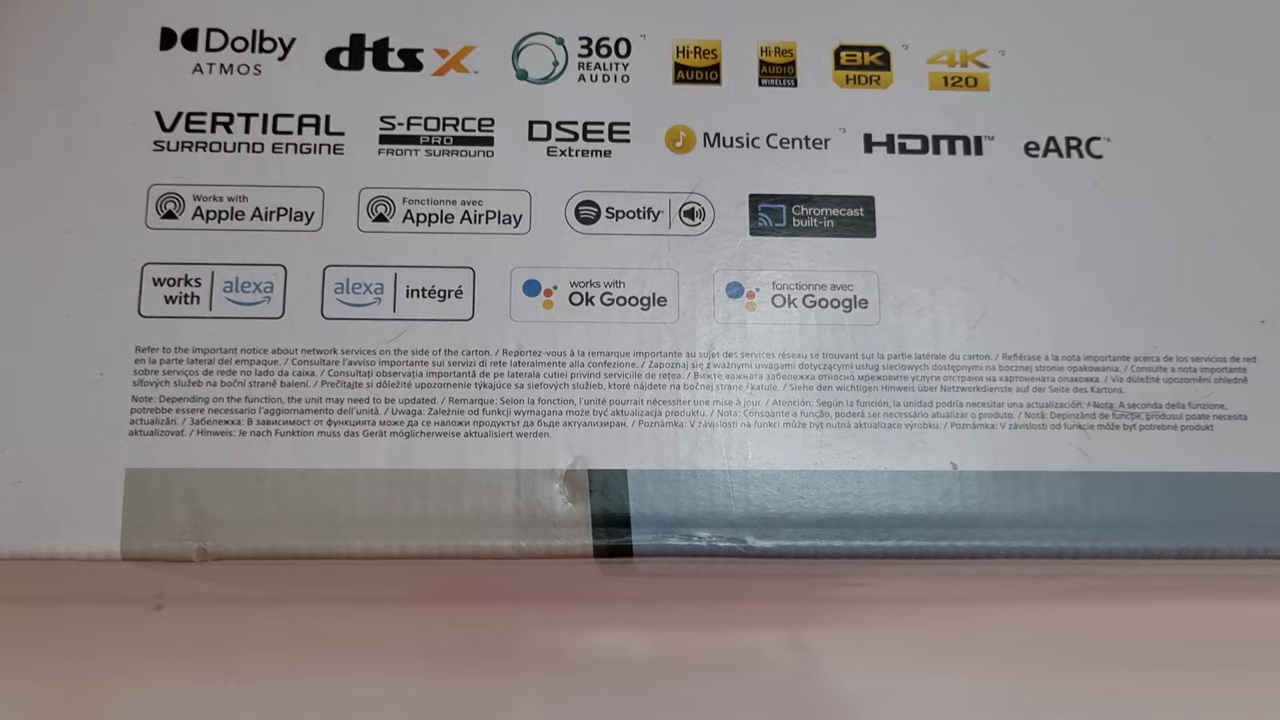 Dolby ATMOS
dts X
360 REALITY AUDIO *1
Hi-Res AUDIO
Hi-Res AUDIO WIRELESS
8K HDR *2
4K 120 *2
VERTICAL SURROUND ENGINE
S-FORCE PRO FRONT SURROUND
DSEE Extreme
Music Center *3
HDMI™
eARC
Works with Apple AirPlay
Fonctionne avec Apple AirPlay
Spotify
Chromecast built-in
works with alexa
alexa intégré
works with Ok Google
fonctionne avec Ok Google
Refer to the important notice about network services on the side of the carton. / Reportez-vous à la remarque importante au sujet des services réseau se trouvant sur la partie latérale du carton. / Refiérase a la nota importante acerca de los servicios de red
en la parte lateral del empaque. / Consultare l'avviso importante sui servizi di rete lateralmente alla confezione. / Zapoznaj się z ważnymi uwagami dotyczącymi usług sieciowych dostępnymi na bocznej stronie opakowania. / Consulte a nota importante
sobre serviços de rede no lado da caixa. / Consultați observația importantă de pe laterala cutiei privind serviciile de rețea. / Вижте важната забележка относно мрежовите услуги отстрани на картонената опаковка. / Viz důležité upozornění ohledně
síťových služeb na boční straně balení. / Prečítajte si dôležité upozornenie týkajúce sa sieťových služieb, ktoré nájdete na bočnej strane škatule. / Siehe den wichtigen Hinweis über Netzwerkdienste auf der Seite des Kartons.
Note: Depending on the function, the unit may need to be updated. / Remarque: Selon la fonction, l'unité pourrait nécessiter une mise à jour. / Atención: Según la función, la unidad podría necesitar una actualización. / Nota: A seconda della funzione,
potrebbe essere necessario l'aggiornamento dell'unità. / Uwaga: Zależnie od funkcji wymagana może być aktualizacja produktu. / Nota: Consoante a função, poderá ser necessário atualizar o produto. / Notă: Depinzând de funcție, produsul poate necesita
actualizări. / Забележка: В зависимост от функцията може да се наложи продуктът да бъде актуализиран. / Poznámka: V závislosti na funkci může být nutná aktualizace výrobku. / Poznámka: V závislosti od funkcie môže byť potrebné produkt
aktualizovať. / Hinweis: Je nach Funktion muss das Gerät möglicherweise aktualisiert werden.